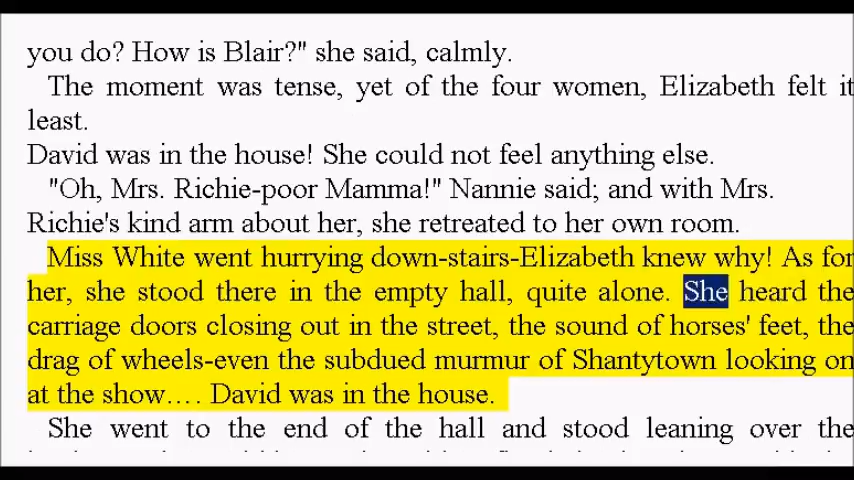 you do? How is Blair?" she said, calmly.
The moment was tense, yet of the four women, Elizabeth felt it
least.
David was in the house! She could not feel anything else.
"Oh, Mrs. Richie-poor Mamma!" Nannie said; and with Mrs.
Richie's kind arm about her, she retreated to her own room.
Miss White went hurrying down-stairs-Elizabeth knew why! As for
her, she stood there in the empty hall, quite alone. She heard the
carriage doors closing out in the street, the sound of horses' feet, the
drag of wheels-even the subdued murmur of Shantytown looking on
at the show…. David was in the house.
She went to the end of the hall and stood leaning over the